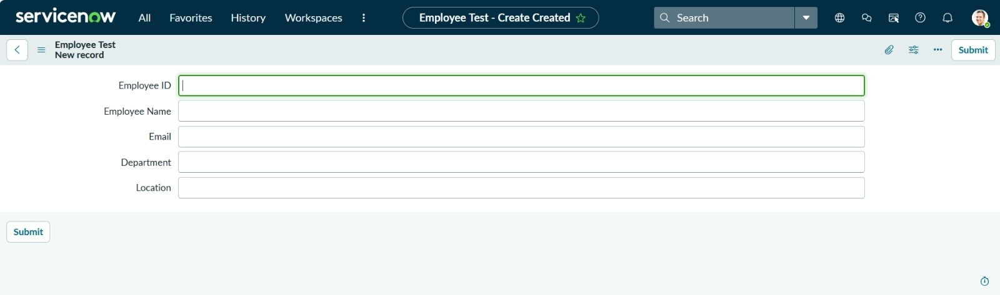 servicenow All Favorites History Workspaces Employee Test - Create Created Search
Employee Test
New record
Submit
Employee ID
Employee Name
Email
Department
Location
Submit